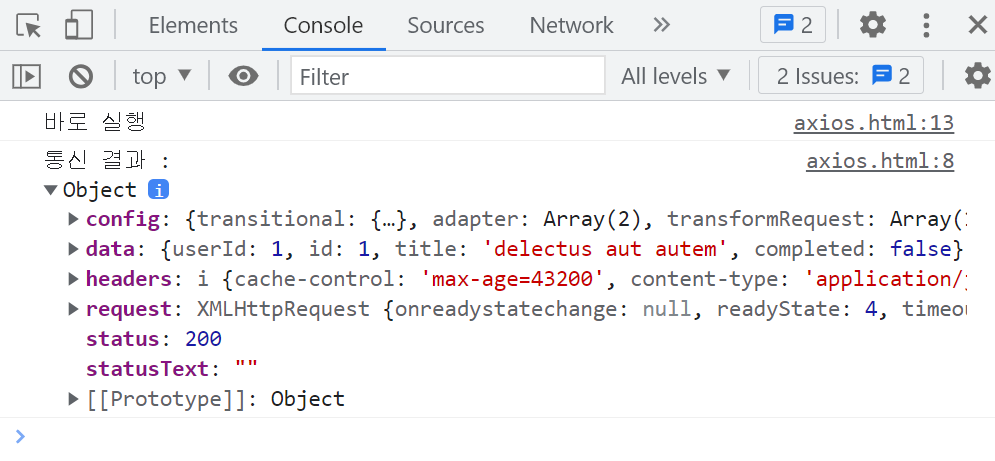 Elements Console Sources Network 2
top Filter All levels 2 Issues: 2
바로 실행 axios.html:13
통신 결과 : axios.html:8
Object i
config: {transitional: {…}, adapter: Array(2), transformRequest: Array(
data: {userId: 1, id: 1, title: 'delectus aut autem', completed: false}
headers: i {cache-control: 'max-age=43200', content-type: 'application/
request: XMLHttpRequest {onreadystatechange: null, readyState: 4, timeou
status: 200
statusText: ""
[[Prototype]]: Object